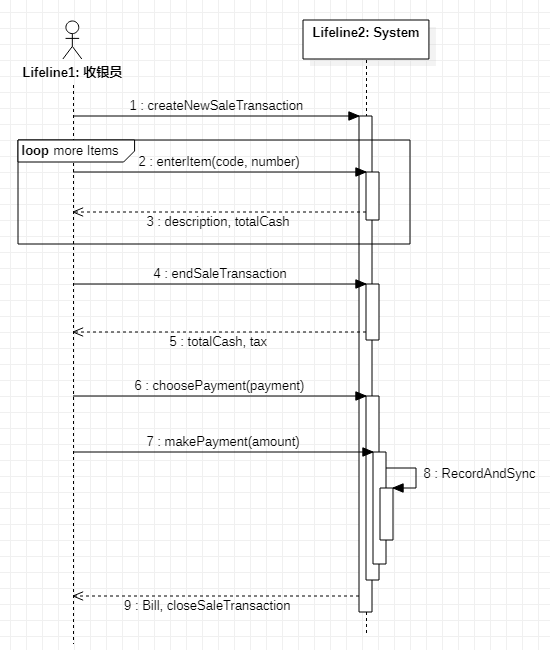 Lifeline2: System
Lifeline1: 收银员
1 : createNewSaleTransaction
loop more Items
2 : enterItem(code, number)
3 : description, totalCash
4 : endSaleTransaction
5 : totalCash, tax
6 : choosePayment(payment)
7 : makePayment(amount)
8 : RecordAndSync
9 : Bill, closeSaleTransaction